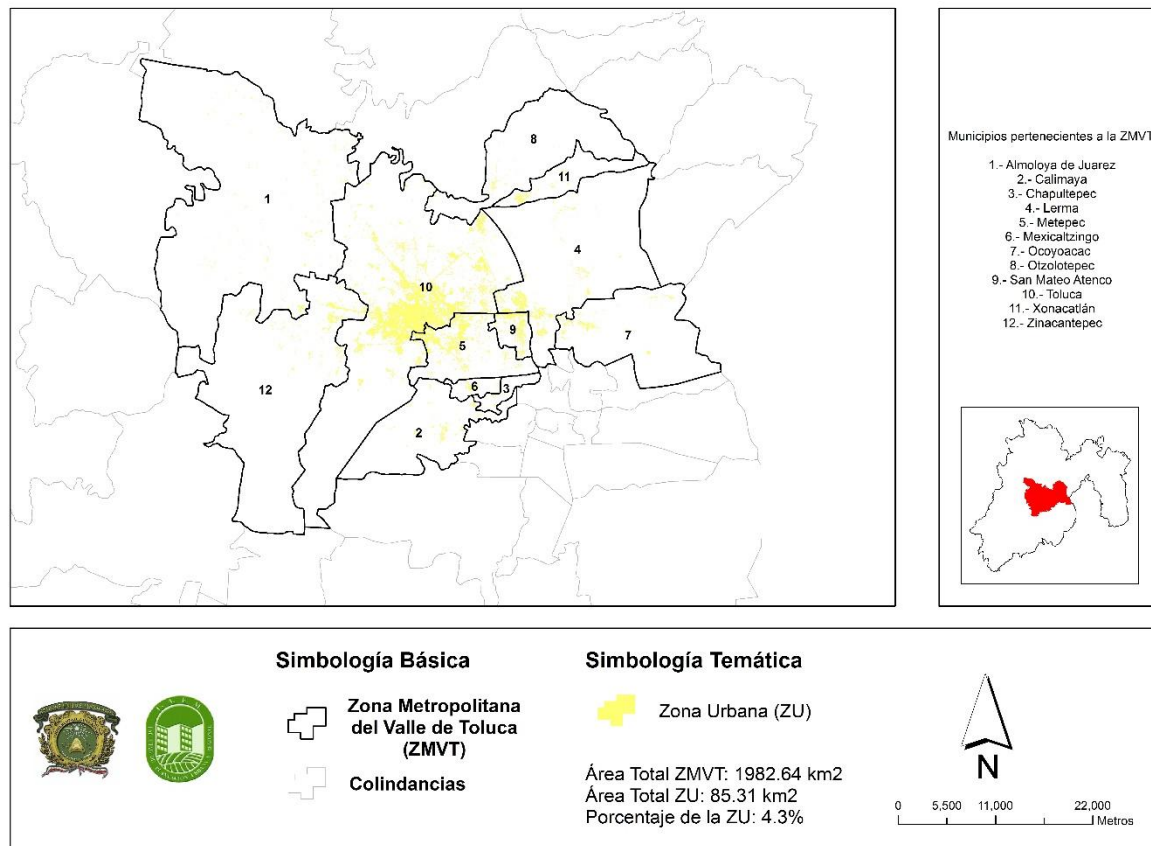 8
11
1
4
10
9
7
5
6
3
12
2
Municipios pertenecientes a la ZMVT
1.- Almoloya de Juarez
2.- Calimaya
3.- Chapultepec
4.- Lerma
5.- Metepec
6.- Mexicaltzingo
7.- Ocoyoacac
8.- Otzolotepec
9.- San Mateo Atenco
10.- Toluca
11.- Xonacatlán
12.- Zinacantepec
Simbología Básica
Zona Metropolitana
del Valle de Toluca
(ZMVT)
Colindancias
Simbología Temática
Zona Urbana (ZU)
Área Total ZMVT: 1982.64 km2
Área Total ZU: 85.31 km2
Porcentaje de la ZU: 4.3%
N
0 5,500 11,000 22,000
Metros